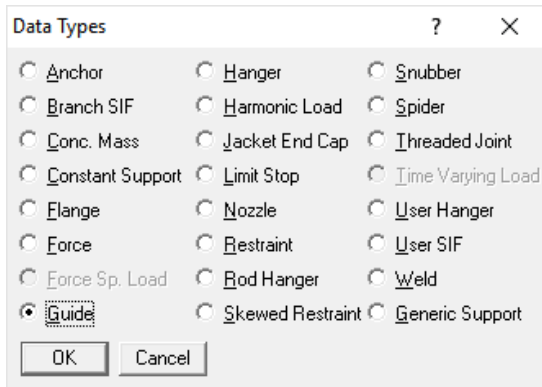 Data Types ? ×
Anchor Hanger Snubber
Branch SIF Harmonic Load Spider
Conc. Mass Jacket End Cap Threaded Joint
Constant Support Limit Stop Time Varying Load
Flange Nozzle User Hanger
Force Restraint User SIF
Force Sp. Load Rod Hanger Weld
Guide Skewed Restraint Generic Support
OK Cancel